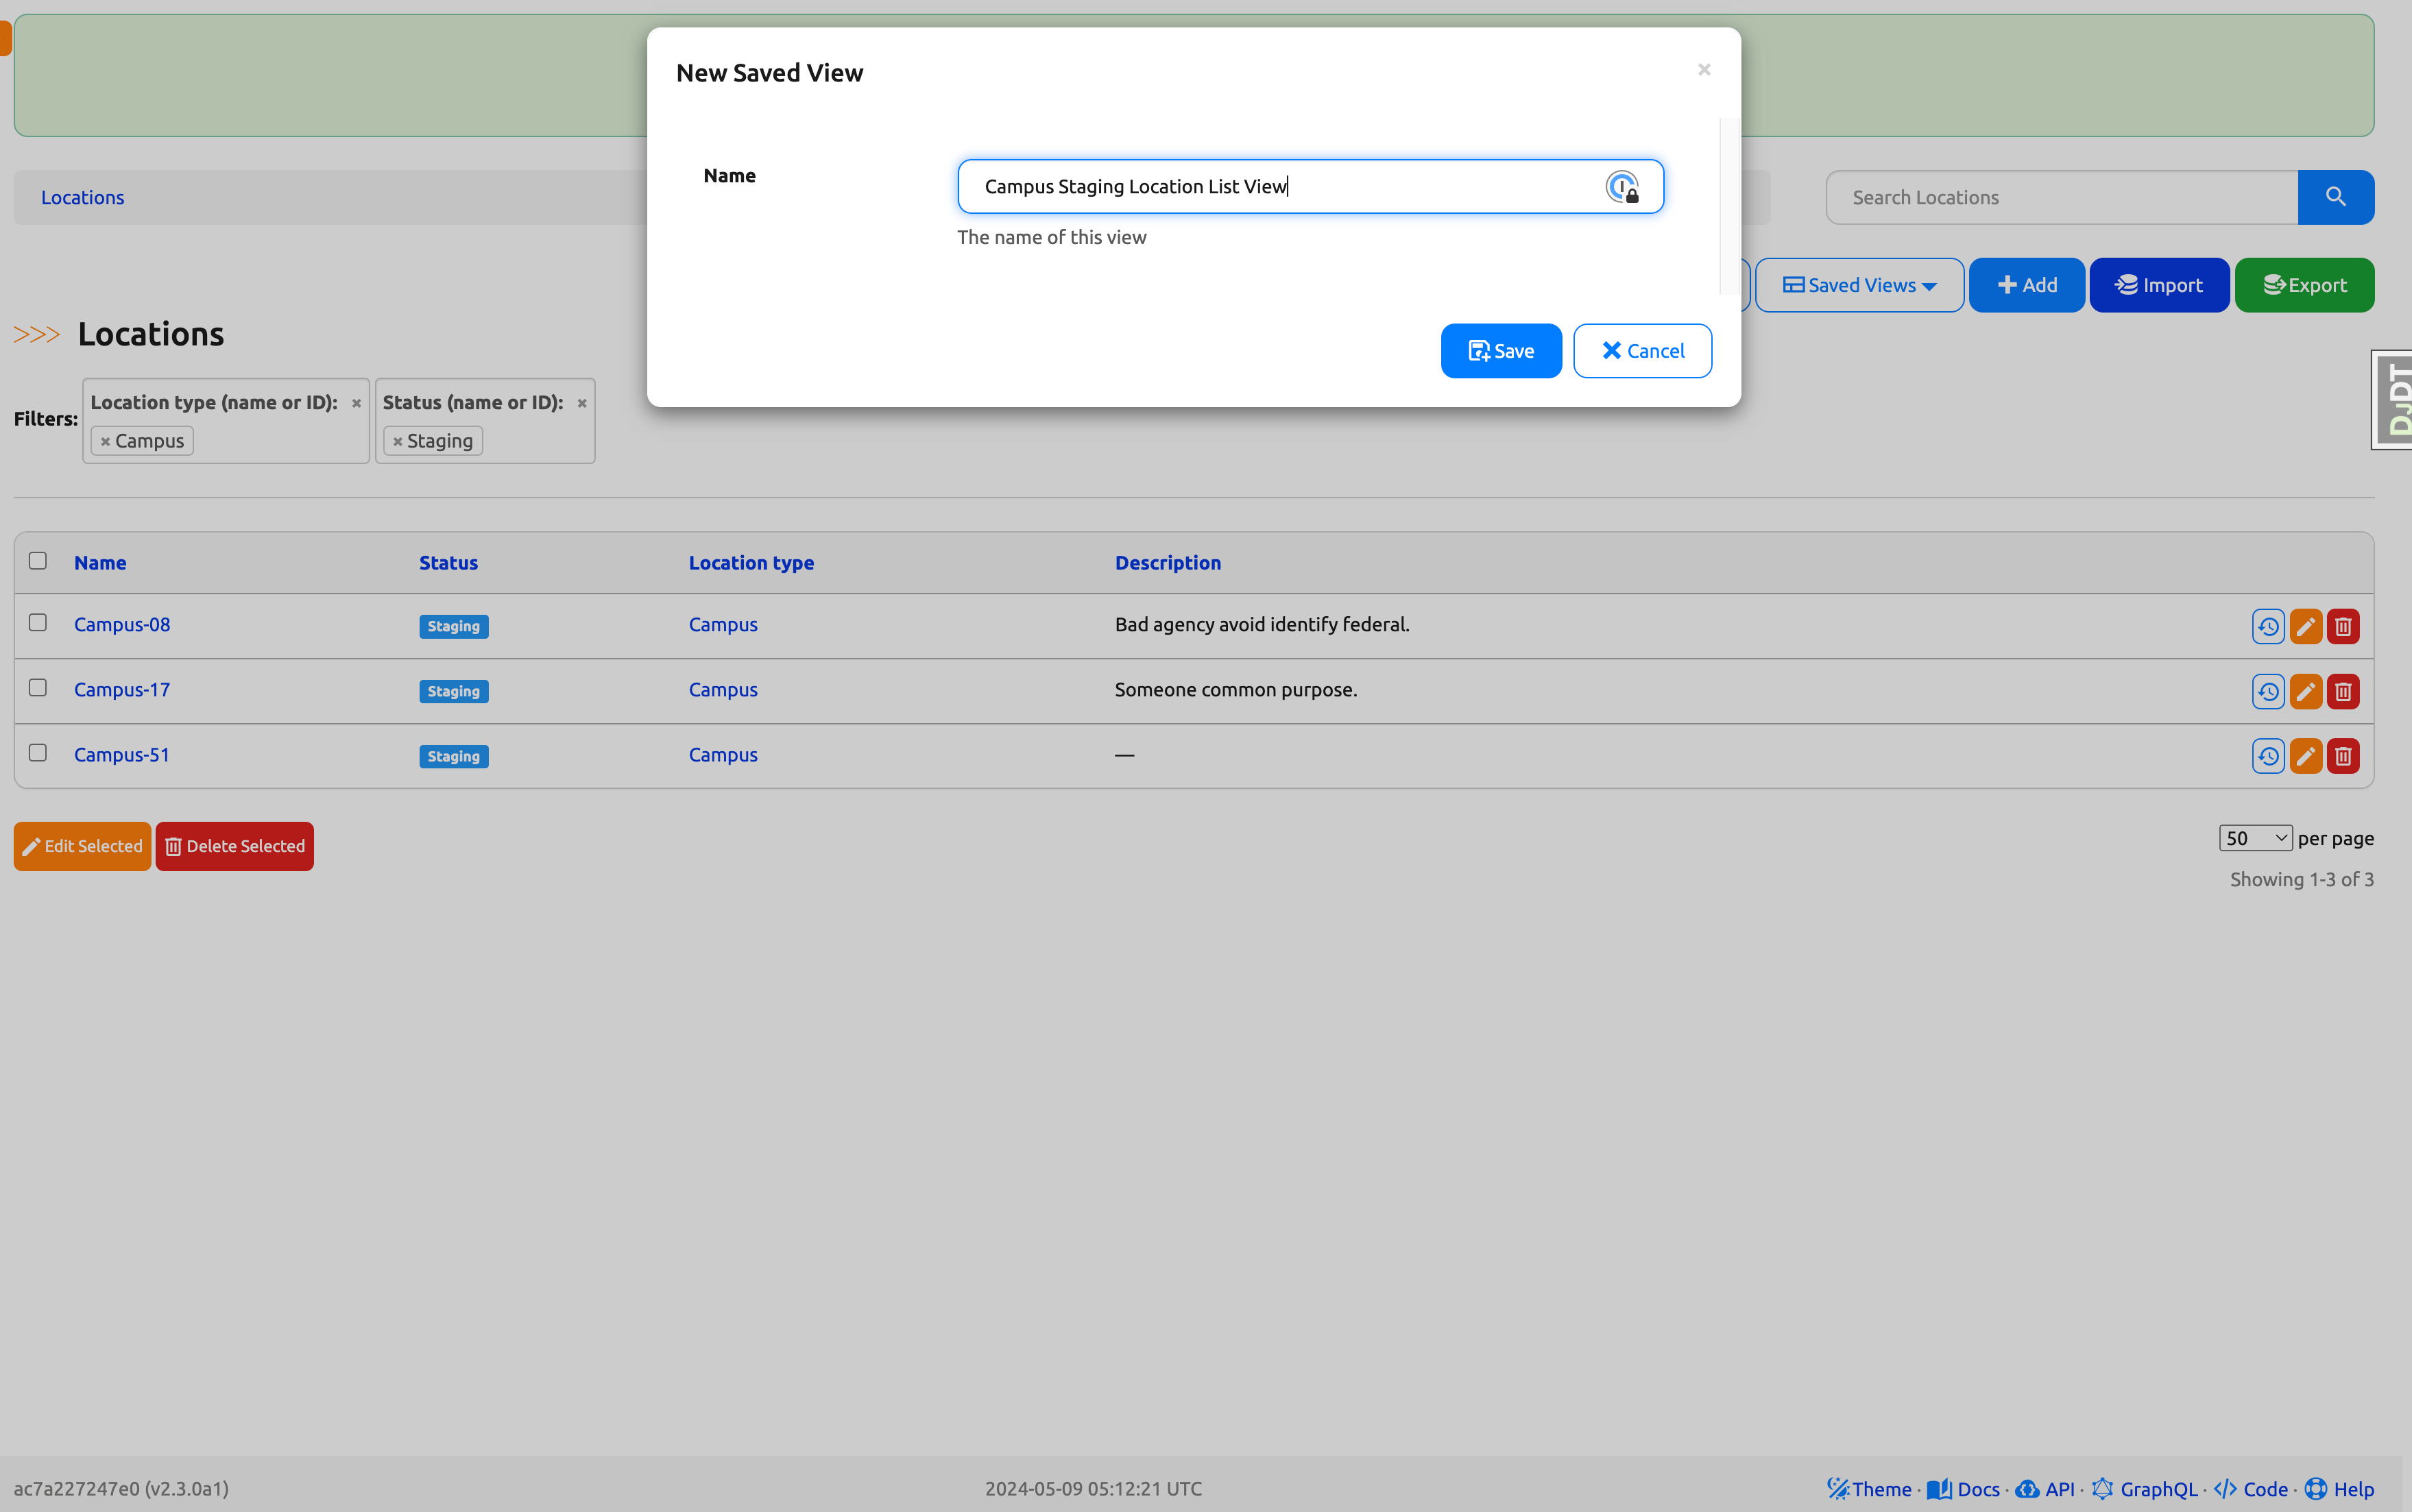 New Saved View
×
Name
Campus Staging Location List View
The name of this view
Save
Cancel
Locations
Search Locations
Saved Views
Add
Import
Export
>>> Locations
DJDT
Filters:
Location type (name or ID): ×
× Campus
Status (name or ID): ×
× Staging
Name Status Location type Description
Campus-08 Staging Campus Bad agency avoid identify federal.
Campus-17 Staging Campus Someone common purpose.
Campus-51 Staging Campus —
Edit Selected
Delete Selected
50 per page
Showing 1-3 of 3
ac7a227247e0 (v2.3.0a1)
2024-05-09 05:12:21 UTC
Theme · Docs · API · GraphQL · Code · Help